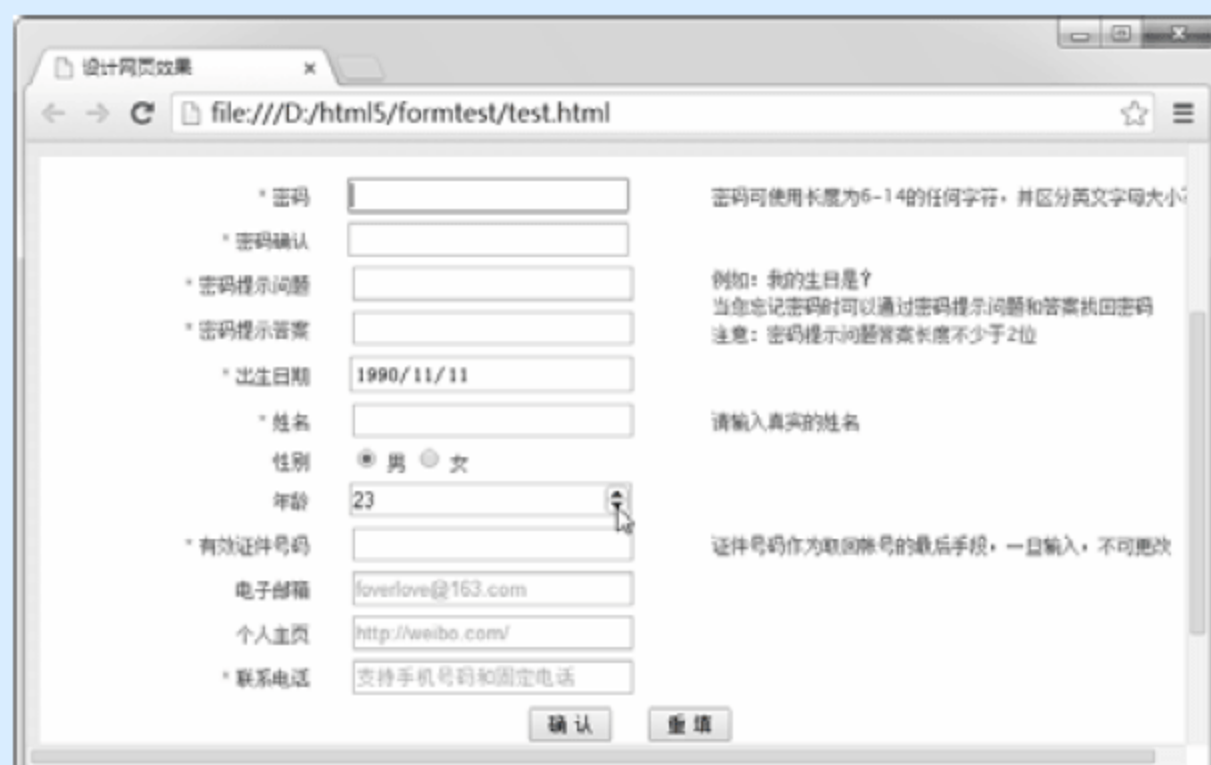 设计网页效果
file:///D:/html5/formtest/test.html
* 密码 密码可使用长度为6-14的任何字符，并区分英文字母大小
* 密码确认
* 密码提示问题 例如：我的生日是？
当你忘记密码时可以通过密码提示问题和答案找回密码
* 密码提示答案 注意：密码提示问题答案长度不少于2位
* 出生日期 1990/11/11
* 姓名 请输入真实的姓名
性别 男 女
年龄 23
* 有效证件号码 证件号码作为取回帐号的最后手段，一旦输入，不可更改
电子邮箱 foverlove@163.com
个人主页 http://weibo.com/
* 联系电话 支持手机号码和固定电话
确认 重填